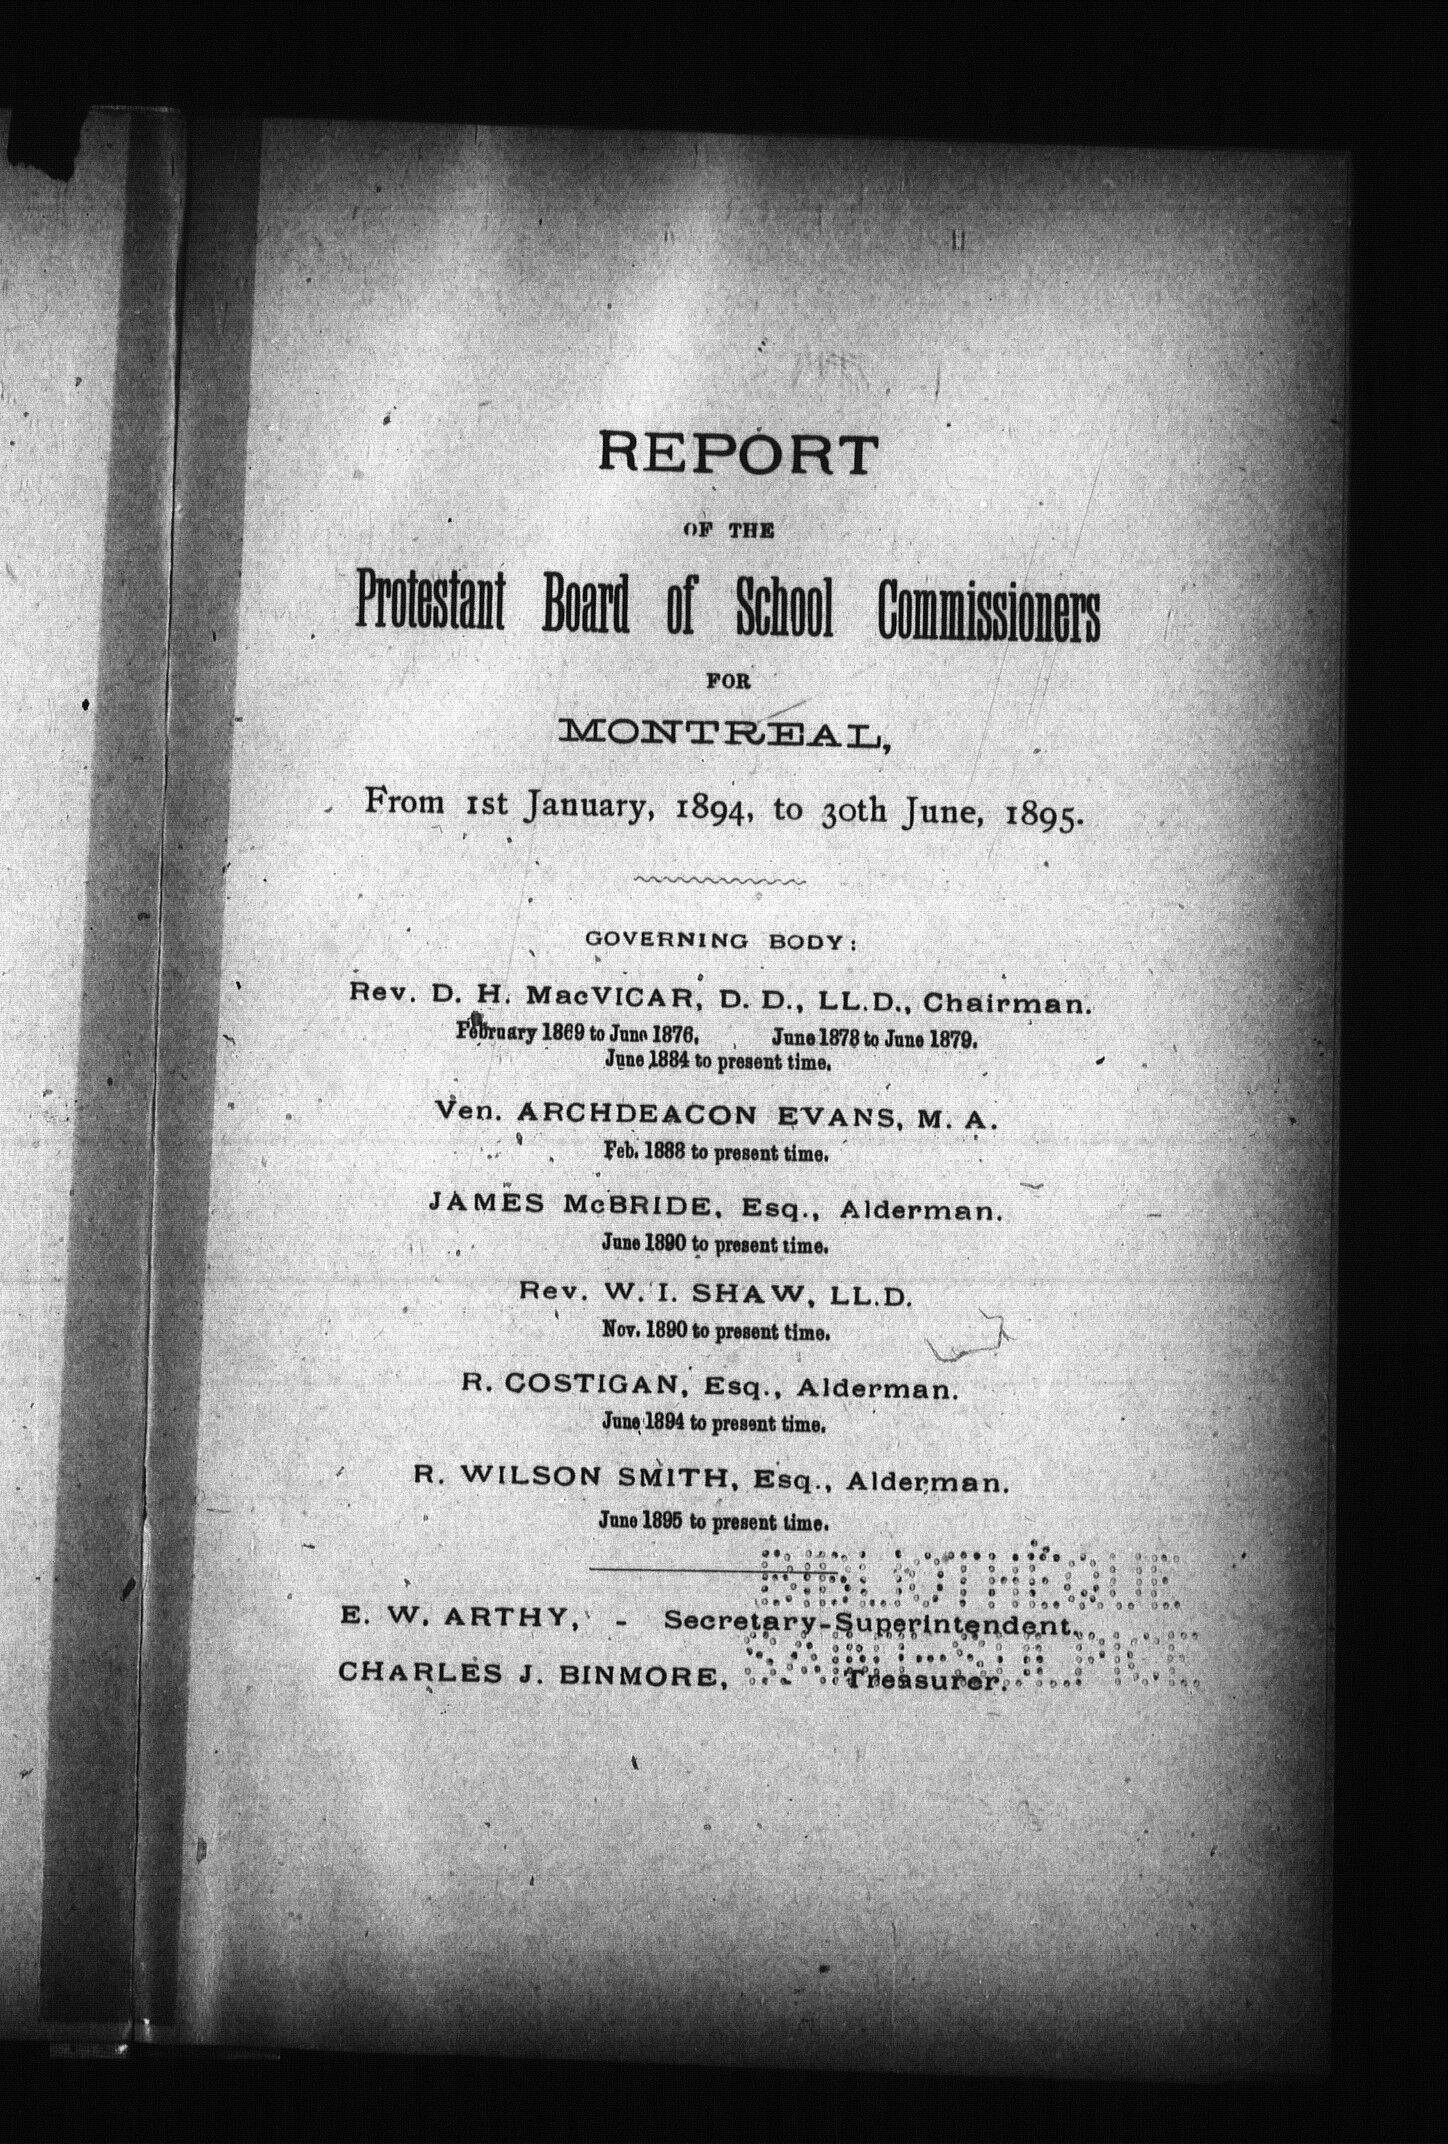 REPORT
OF THE
Protestant Board of School Commissioners
FOR
MONTREAL,
From 1st January, 1894, to 30th June, 1895.
GOVERNING BODY:
Rev. D. H. MacVICAR, D. D., LL.D., Chairman.
February 1869 to June 1876. June 1878 to June 1879.
June 1884 to present time.
Ven. ARCHDEACON EVANS, M. A.
Feb. 1888 to present time.
JAMES McBRIDE, Esq., Alderman.
June 1890 to present time.
Rev. W. I. SHAW, LL.D.
Nov. 1890 to present time.
R. COSTIGAN, Esq., Alderman.
June 1894 to present time.
R. WILSON SMITH, Esq., Alderman.
June 1895 to present time.
BIBLIOTHÈQUE
E. W. ARTHY, - Secretary-Superintendent.
SAINT-SULPICE
CHARLES J. BINMORE, Treasurer.